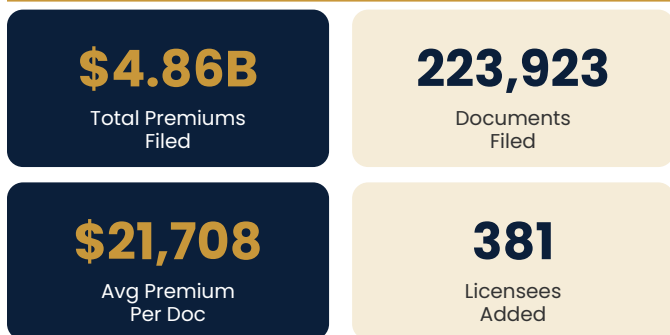 $4.86B
Total Premiums
Filed
223,923
Documents
Filed
$21,708
Avg Premium
Per Doc
381
Licensees
Added